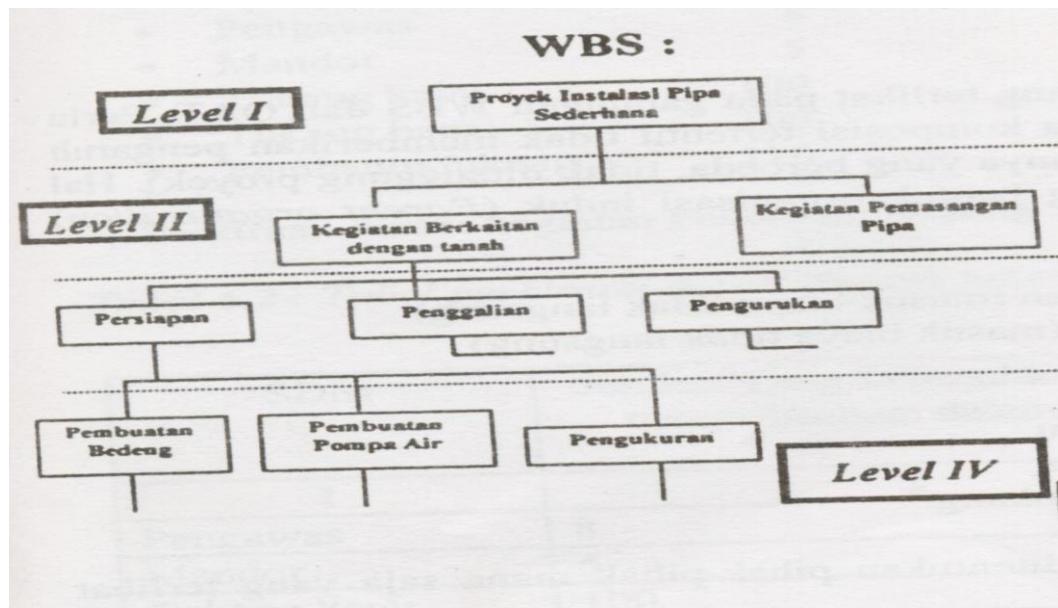 WBS :
Level I
Proyek Instalasi Pipa
Sederhana
Level II
Kegiatan Berkaitan
dengan tanah
Kegiatan Pemasangan
Pipa
Persiapan
Penggalian
Pengurukan
Pembuatan
Bedeng
Pembuatan
Pompa Air
Pengukuran
Level IV